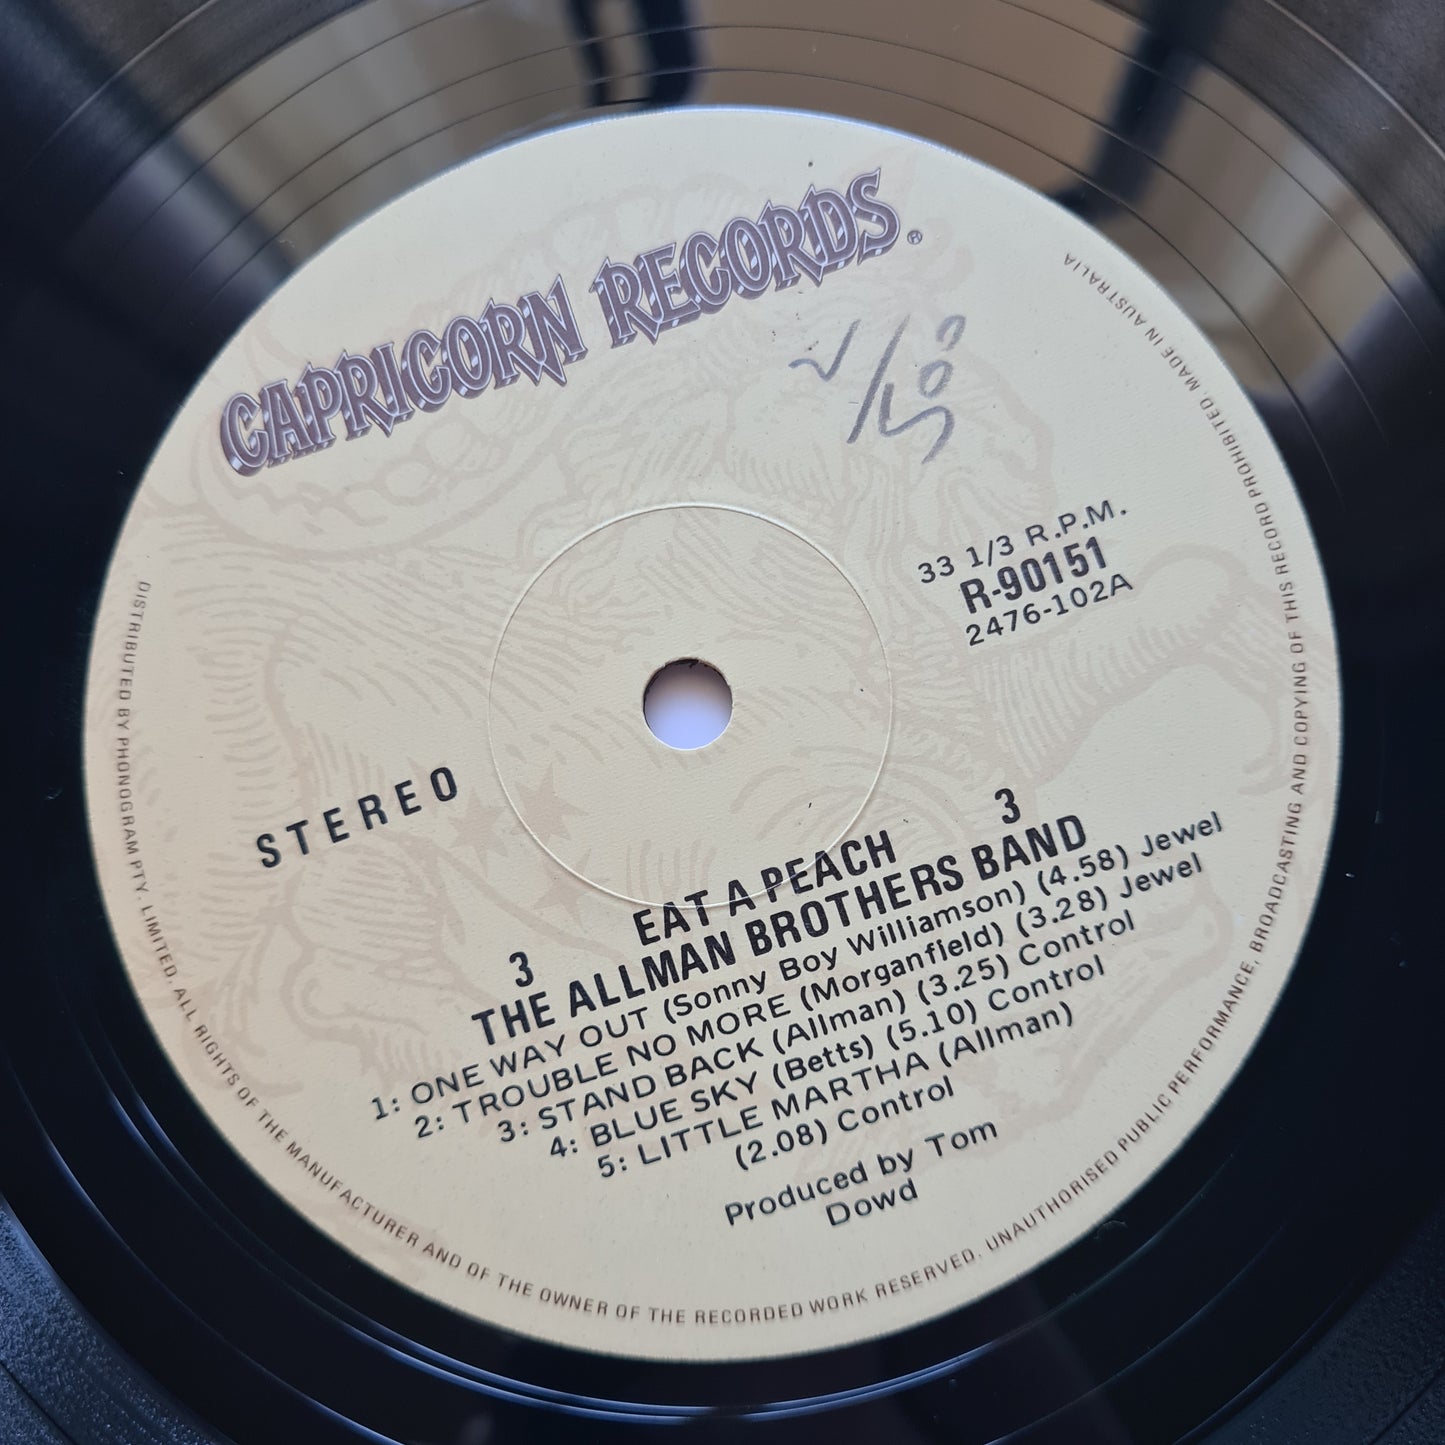 CAPRICORN RECORDS®
33 1/3 R.P.M.
R-90151
2476-102A
STEREO
3 EAT A PEACH 3
THE ALLMAN BROTHERS BAND
1: ONE WAY OUT (Sonny Boy Williamson) (4.58) Jewel
2: TROUBLE NO MORE (Morganfield) (3.28) Jewel
3: STAND BACK (Allman) (3.25) Control
4: BLUE SKY (Betts) (5.10) Control
5: LITTLE MARTHA (Allman)
(2.08) Control
Produced by Tom
Dowd
DISTRIBUTED BY PHONOGRAM PTY. LIMITED. ALL RIGHTS OF THE MANUFACTURER AND OF THE OWNER OF THE RECORDED WORK RESERVED. UNAUTHORISED PUBLIC PERFORMANCE, BROADCASTING AND COPYING OF THIS RECORD PROHIBITED. MADE IN AUSTRALIA